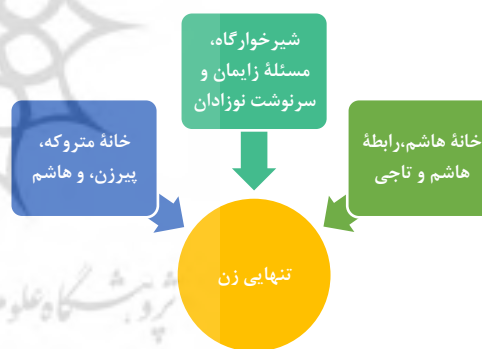 شیرخوارگاه،
مسئلهٔ زایمان و
سرنوشت نوزادان
خانهٔ هاشم،رابطهٔ
هاشم و تاجی
خانهٔ متروکه،
پیرزن، و هاشم
تنهایی زن